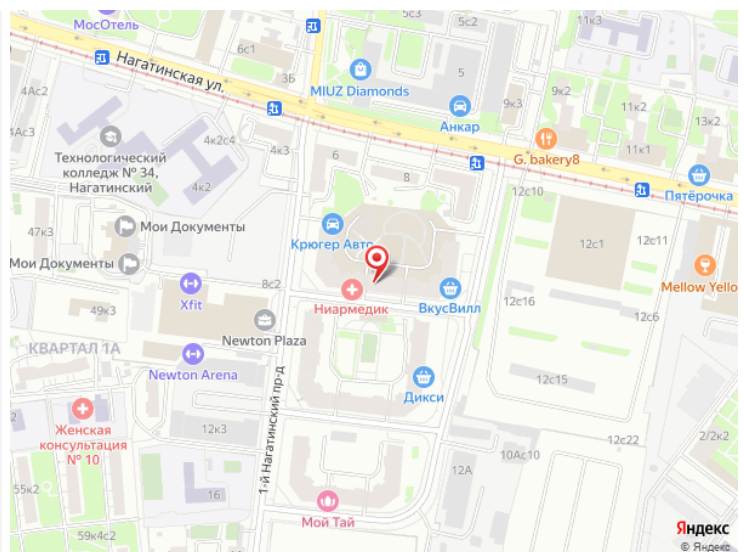 МосОтель
5с3
11к3
Нагатинская ул.
6с1
5с2
3Б
MIUZ Diamonds
5
9к2
4Ас2
Анкар
9к3
11к2
13к2
4к2с4
4к3
6
G. bakery8
11к1
Технологический
колледж № 34,
Нагатинский
4к2
8
12с10
Пятёрочка
47к3
Мои Документы
Крюгер Авто
12с1
12с11
Мои Документы
8с2
Xfit
Ниармедик
ВкусВилл
12с16
12с6
Mellow Yello
49к3
Newton Plaza
КВАРТАЛ 1А
Newton Arena
1-й Нагатинский пр-д
Дикси
12с15
Женская
консультация
№ 10
12к3
12с22
2/2к2
10Ас10
12А
55к2
16
Мой Тай
59к4с2
Яндекс
© Яндекс